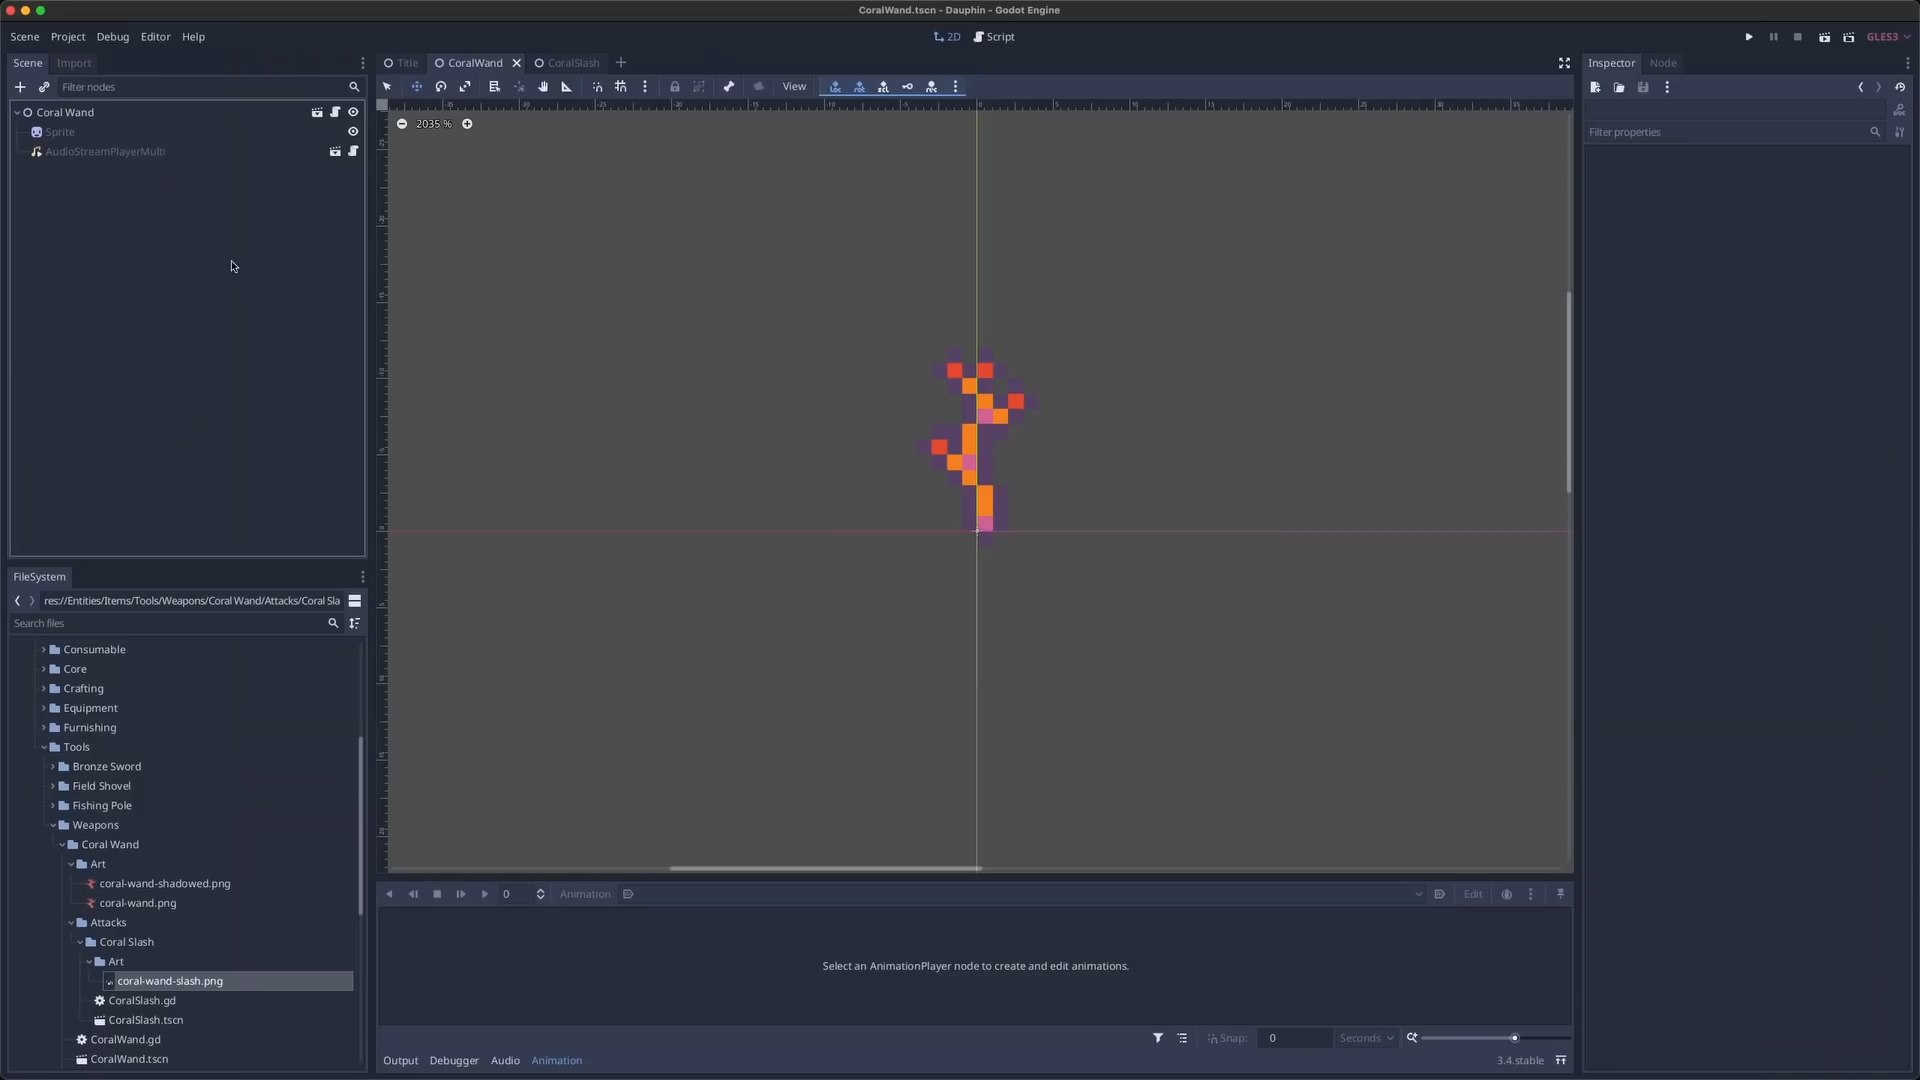 CoralWand.tscn - Dauphin - Godot Engine
Scene Project Debug Editor Help
2D Script
GLES3
Scene Import
Title CoralWand CoralSlash
Inspector Node
Filter nodes
View
Coral Wand
2035 %
Filter properties
Sprite
AudioStreamPlayerMulti
FileSystem
res://Entities/Items/Tools/Weapons/Coral Wand/Attacks/Coral Sla
Search files
Consumable
Core
Crafting
Equipment
Furnishing
Tools
Bronze Sword
Field Shovel
Fishing Pole
Weapons
Coral Wand
Art
coral-wand-shadowed.png
coral-wand.png
Attacks
Coral Slash
Art
coral-wand-slash.png
CoralSlash.gd
CoralSlash.tscn
CoralWand.gd
CoralWand.tscn
0 Animation Edit
Select an AnimationPlayer node to create and edit animations.
Snap: 0 Seconds
Output Debugger Audio Animation
3.4.stable